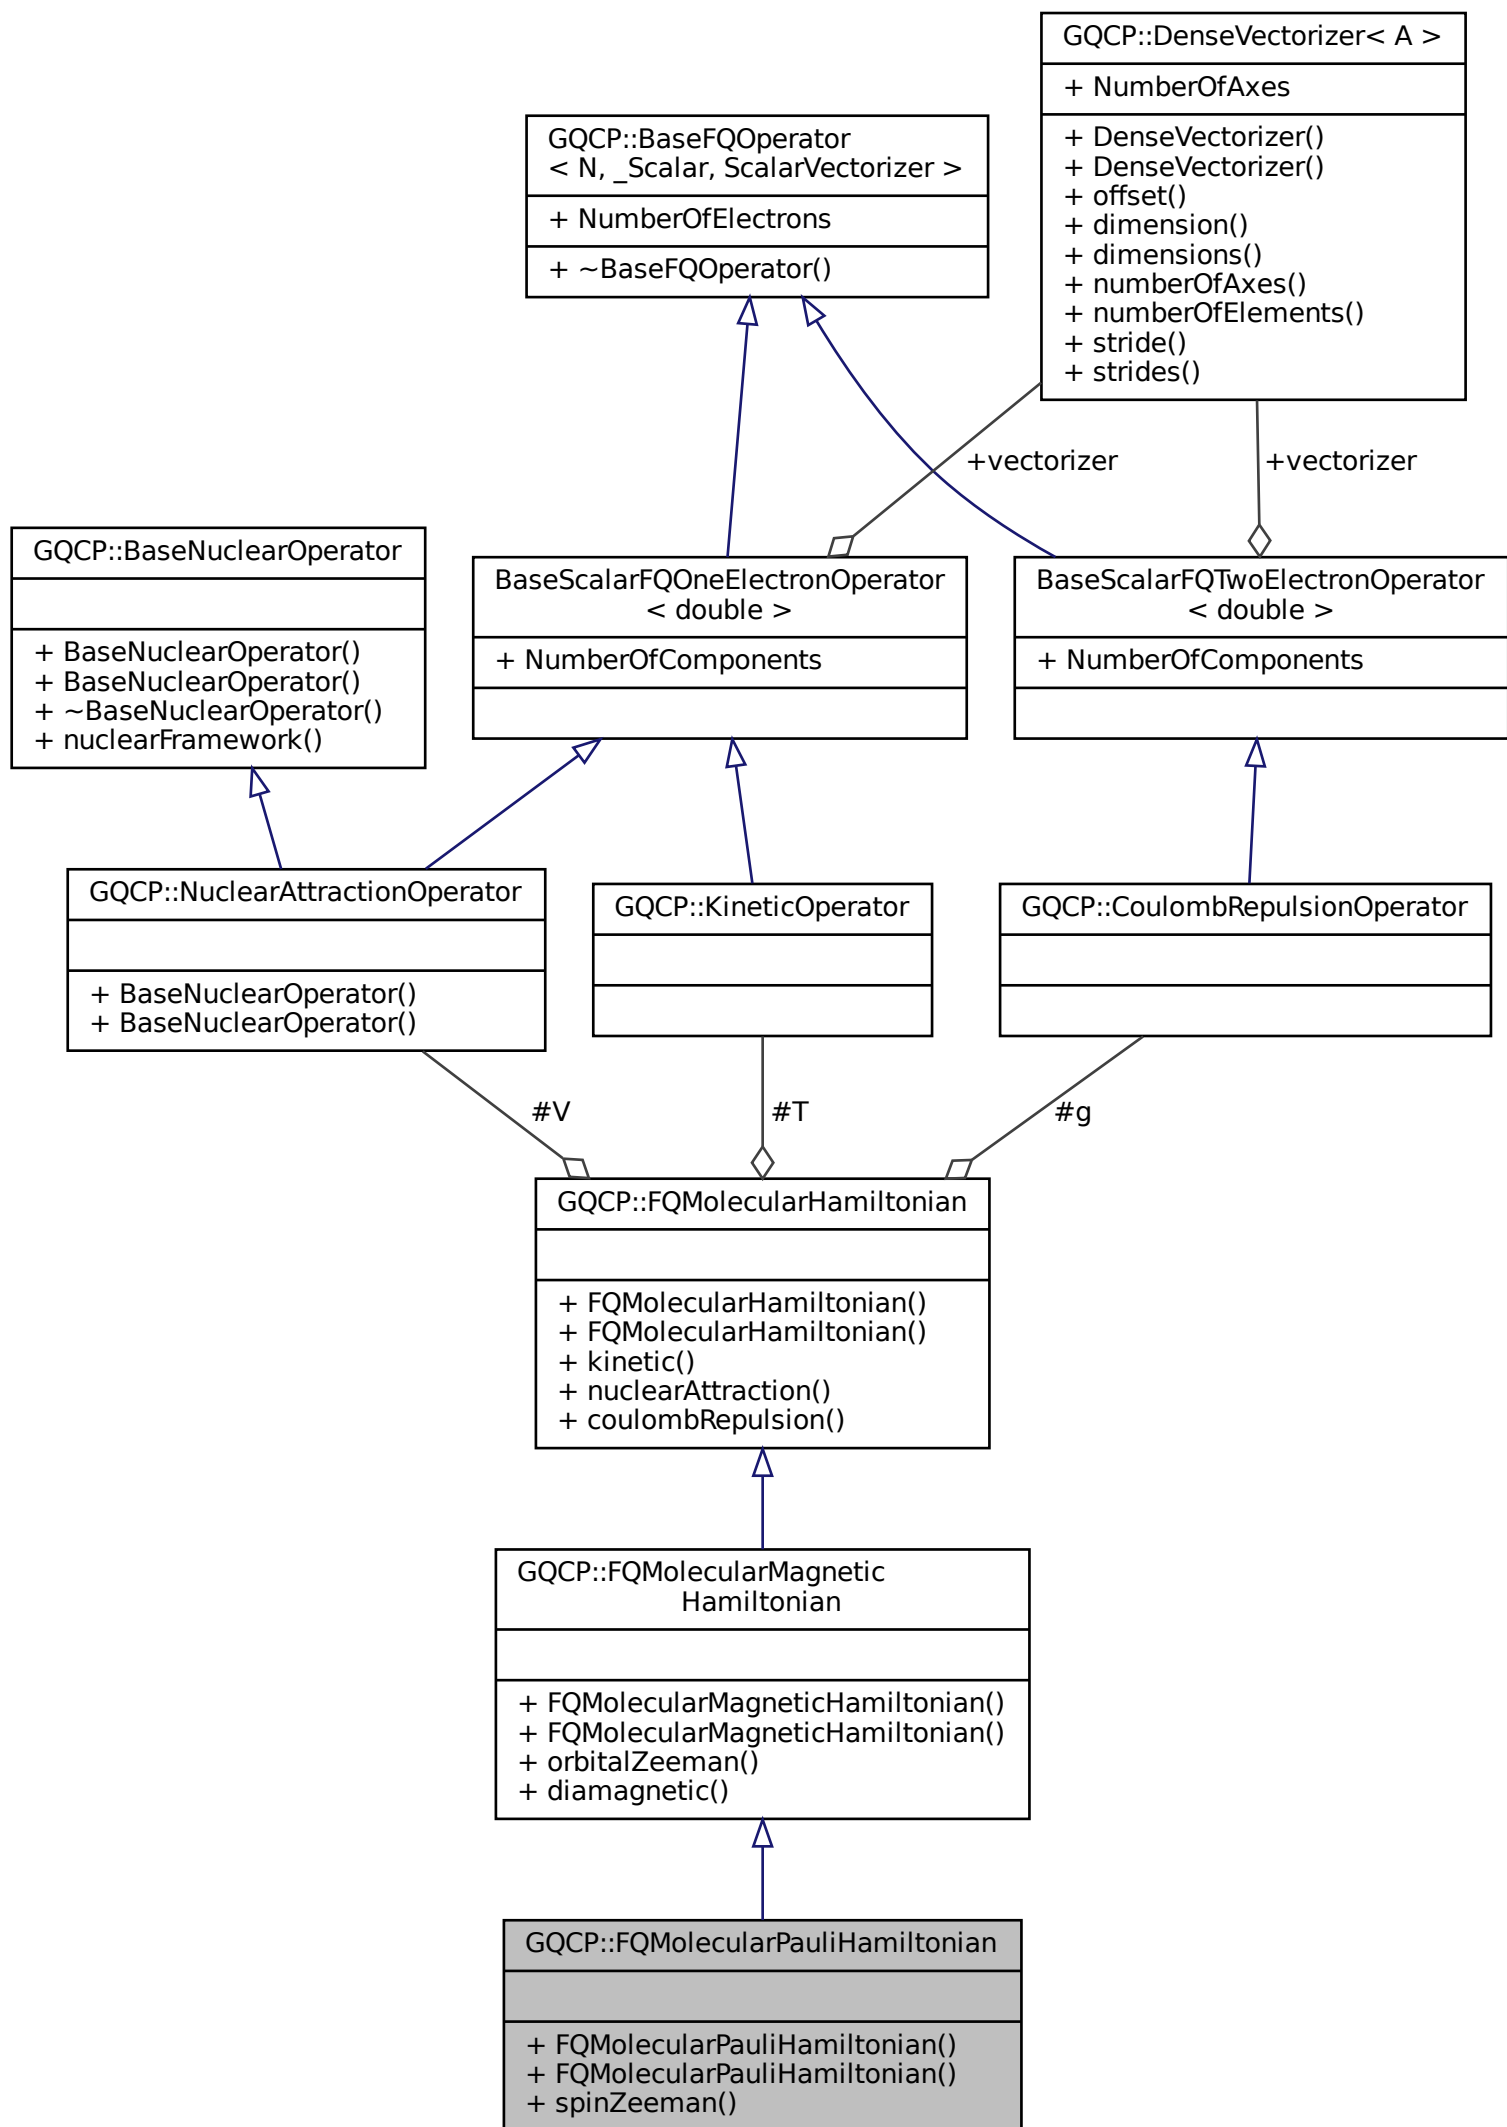 GQCP::DenseVectorizer< A >
+ NumberOfAxes
+ DenseVectorizer()
+ DenseVectorizer()
+ offset()
+ dimension()
+ dimensions()
+ numberOfAxes()
+ numberOfElements()
+ stride()
+ strides()
GQCP::BaseFQOperator
< N, _Scalar, ScalarVectorizer >
+ NumberOfElectrons
+ ~BaseFQOperator()
+vectorizer
+vectorizer
GQCP::BaseNuclearOperator
+ BaseNuclearOperator()
+ BaseNuclearOperator()
+ ~BaseNuclearOperator()
+ nuclearFramework()
BaseScalarFQOneElectronOperator
< double >
+ NumberOfComponents
BaseScalarFQTwoElectronOperator
< double >
+ NumberOfComponents
GQCP::NuclearAttractionOperator
+ BaseNuclearOperator()
+ BaseNuclearOperator()
GQCP::KineticOperator
GQCP::CoulombRepulsionOperator
#V
#T
#g
GQCP::FQMolecularHamiltonian
+ FQMolecularHamiltonian()
+ FQMolecularHamiltonian()
+ kinetic()
+ nuclearAttraction()
+ coulombRepulsion()
GQCP::FQMolecularMagnetic
Hamiltonian
+ FQMolecularMagneticHamiltonian()
+ FQMolecularMagneticHamiltonian()
+ orbitalZeeman()
+ diamagnetic()
GQCP::FQMolecularPauliHamiltonian
+ FQMolecularPauliHamiltonian()
+ FQMolecularPauliHamiltonian()
+ spinZeeman()